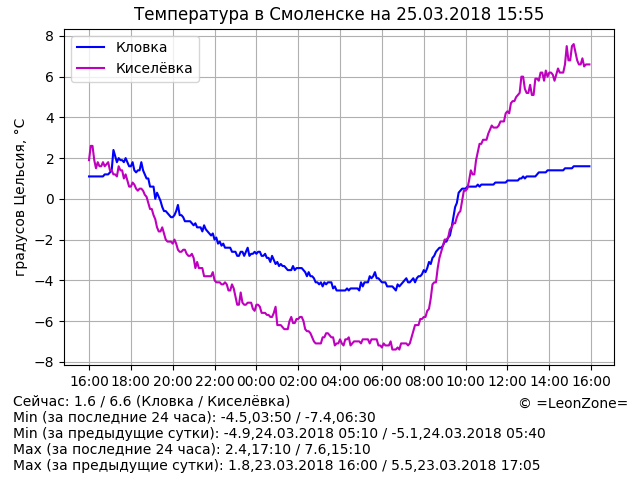 Температура в Смоленске на 25.03.2018 15:55
градусов Цельсия, °C
8
6
4
2
0
−2
−4
−6
−8
Кловка
Киселёвка
16:00 18:00 20:00 22:00 00:00 02:00 04:00 06:00 08:00 10:00 12:00 14:00 16:00
Сейчас: 1.6 / 6.6 (Кловка / Киселёвка)
© =LeonZone=
Min (за последние 24 часа): -4.5,03:50 / -7.4,06:30
Min (за предыдущие сутки): -4.9,24.03.2018 05:10 / -5.1,24.03.2018 05:40
Max (за последние 24 часа): 2.4,17:10 / 7.6,15:10
Max (за предыдущие сутки): 1.8,23.03.2018 16:00 / 5.5,23.03.2018 17:05